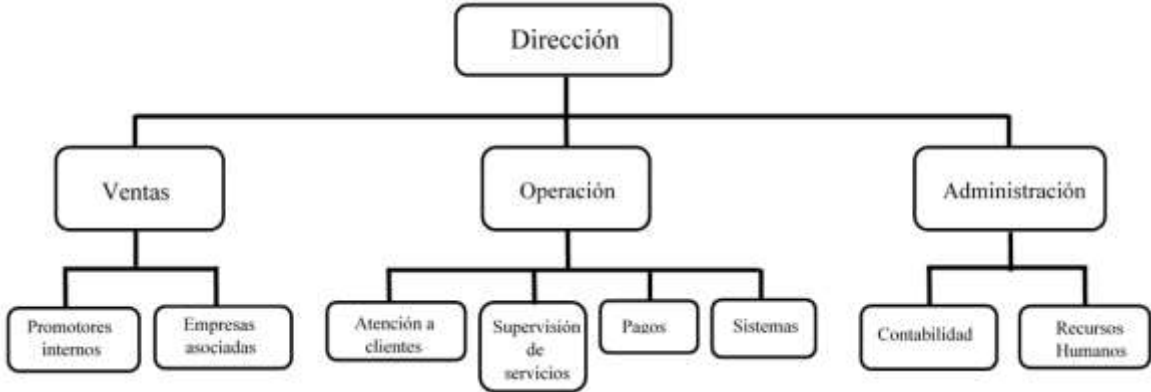 Dirección
Ventas
Operación
Administración
Promotores
internos
Empresas
asociadas
Atención a
clientes
Supervisión
de
servicios
Pagos
Sistemas
Contabilidad
Recursos
Humanos